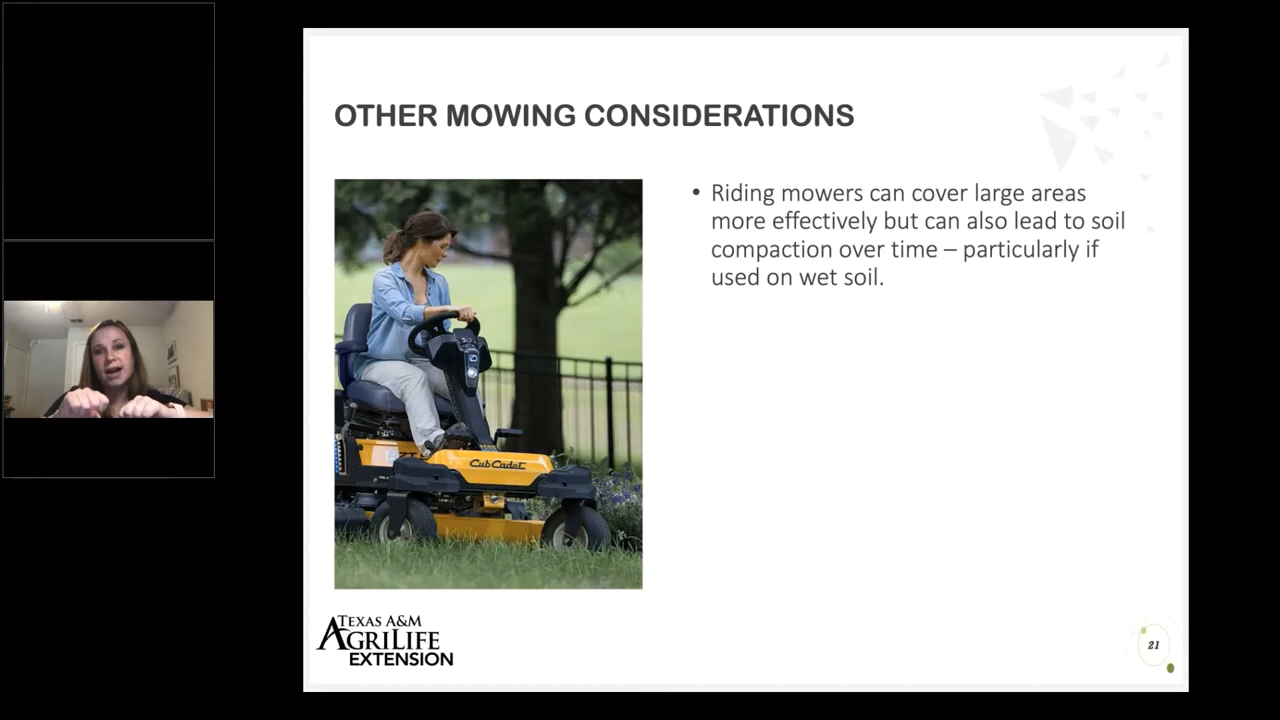 OTHER MOWING CONSIDERATIONS
• Riding mowers can cover large areas
more effectively but can also lead to soil
compaction over time – particularly if
used on wet soil.
Cub Cadet
TEXAS A&M
AGRILIFE
EXTENSION
21